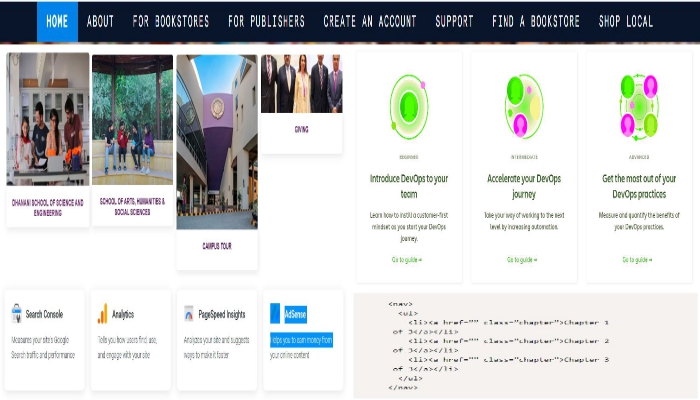 HOME ABOUT FOR BOOKSTORES FOR PUBLISHERS CREATE AN ACCOUNT SUPPORT FIND A BOOKSTORE SHOP LOCAL
DHANANI SCHOOL OF SCIENCE AND
ENGINEERING
SCHOOL OF ARTS, HUMANITIES &
SOCIAL SCIENCES
CAMPUS TOUR
GIVING
BEGINNER
Introduce DevOps to your
team
Learn how to instill a customer-first
mindset as you start your DevOps
journey.
Go to guide →
INTERMEDIATE
Accelerate your DevOps
journey
Take your way of working to the next
level by increasing automation.
Go to guide →
ADVANCED
Get the most out of your
DevOps practices
Measure and quantify the benefits of
your DevOps practices.
Go to guide →
Search Console
Measures your site's Google
Search traffic and performance
Analytics
Tells you how users find, use,
and engage with your site
PageSpeed Insights
Analyzes your site and suggests
ways to make it faster
AdSense
Helps you to earn money from
your online content
<nav>
<ul>
<li><a href="" class="chapter">Chapter 1
of 3</a></li>
<li><a href="" class="chapter">Chapter 2
of 3</a></li>
<li><a href="" class="chapter">Chapter 3
of 3</a></li>
</ul>
</nav>